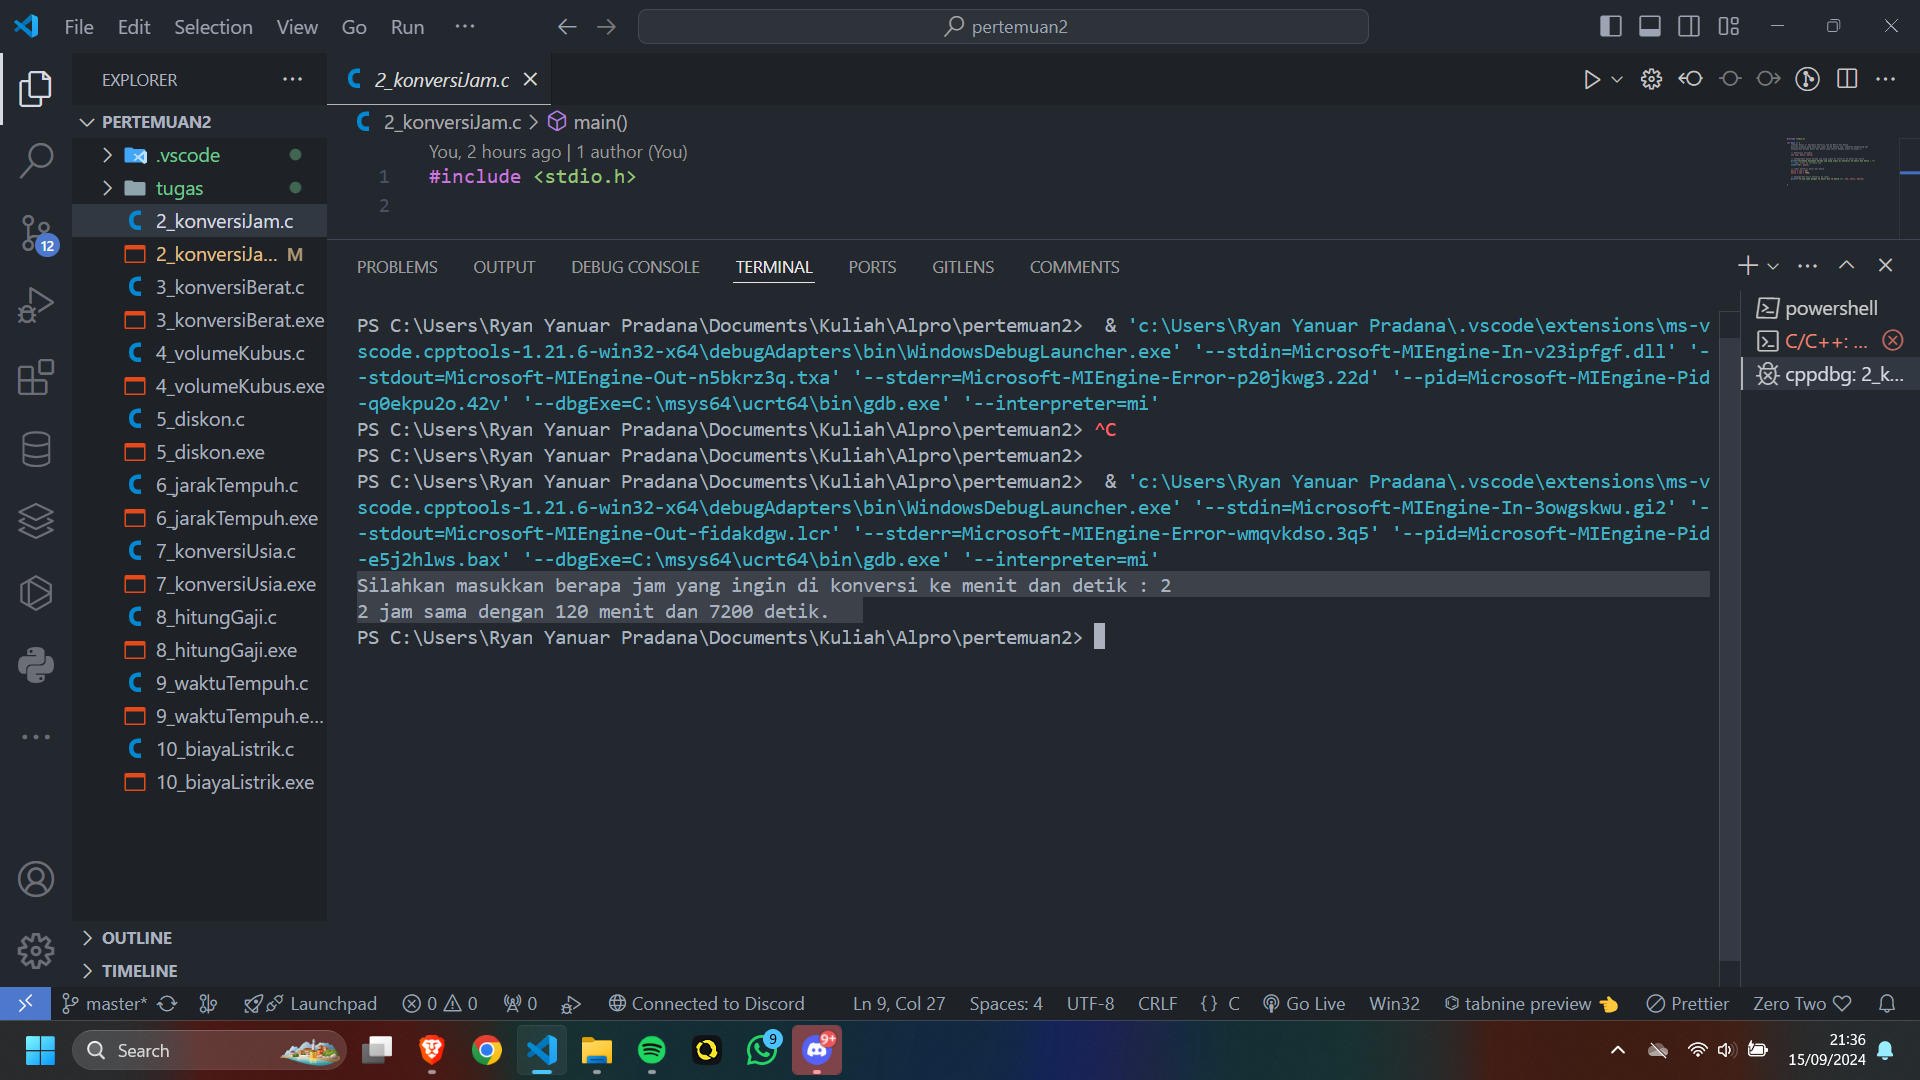 File Edit Selection View Go Run ···
pertemuan2
EXPLORER
PERTEMUAN2
.vscode
tugas
2_konversiJam.c
2_konversiJa... M
3_konversiBerat.c
3_konversiBerat.exe
4_volumeKubus.c
4_volumeKubus.exe
5_diskon.c
5_diskon.exe
6_jarakTempuh.c
6_jarakTempuh.exe
7_konversiUsia.c
7_konversiUsia.exe
8_hitungGaji.c
8_hitungGaji.exe
9_waktuTempuh.c
9_waktuTempuh.e...
10_biayaListrik.c
10_biayaListrik.exe
OUTLINE
TIMELINE
12
2_konversiJam.c
2_konversiJam.c > main()
You, 2 hours ago | 1 author (You)
1 #include <stdio.h>
2
PROBLEMS OUTPUT DEBUG CONSOLE TERMINAL PORTS GITLENS COMMENTS
PS C:\Users\Ryan Yanuar Pradana\Documents\Kuliah\Alpro\pertemuan2>  & 'c:\Users\Ryan Yanuar Pradana\.vscode\extensions\ms-v
scode.cpptools-1.21.6-win32-x64\debugAdapters\bin\WindowsDebugLauncher.exe' '--stdin=Microsoft-MIEngine-In-v23ipfgf.dll' '-
-stdout=Microsoft-MIEngine-Out-n5bkrz3q.txa' '--stderr=Microsoft-MIEngine-Error-p20jkwg3.22d' '--pid=Microsoft-MIEngine-Pid
-q0ekpu2o.42v' '--dbgExe=C:\msys64\ucrt64\bin\gdb.exe' '--interpreter=mi'
PS C:\Users\Ryan Yanuar Pradana\Documents\Kuliah\Alpro\pertemuan2> ^C
PS C:\Users\Ryan Yanuar Pradana\Documents\Kuliah\Alpro\pertemuan2>
PS C:\Users\Ryan Yanuar Pradana\Documents\Kuliah\Alpro\pertemuan2>  & 'c:\Users\Ryan Yanuar Pradana\.vscode\extensions\ms-v
scode.cpptools-1.21.6-win32-x64\debugAdapters\bin\WindowsDebugLauncher.exe' '--stdin=Microsoft-MIEngine-In-3owgskwu.gi2' '-
-stdout=Microsoft-MIEngine-Out-fidakdgw.lcr' '--stderr=Microsoft-MIEngine-Error-wmqvkdso.3q5' '--pid=Microsoft-MIEngine-Pid
-e5j2hlws.bax' '--dbgExe=C:\msys64\ucrt64\bin\gdb.exe' '--interpreter=mi'
Silahkan masukkan berapa jam yang ingin di konversi ke menit dan detik : 2
2 jam sama dengan 120 menit dan 7200 detik.
PS C:\Users\Ryan Yanuar Pradana\Documents\Kuliah\Alpro\pertemuan2>
powershell
C/C++: ...
cppdbg: 2_k...
master* Launchpad 0 0 0 Connected to Discord Ln 9, Col 27 Spaces: 4 UTF-8 CRLF {} C Go Live Win32 tabnine preview Prettier Zero Two
Search
9
9+
21:36
15/09/2024